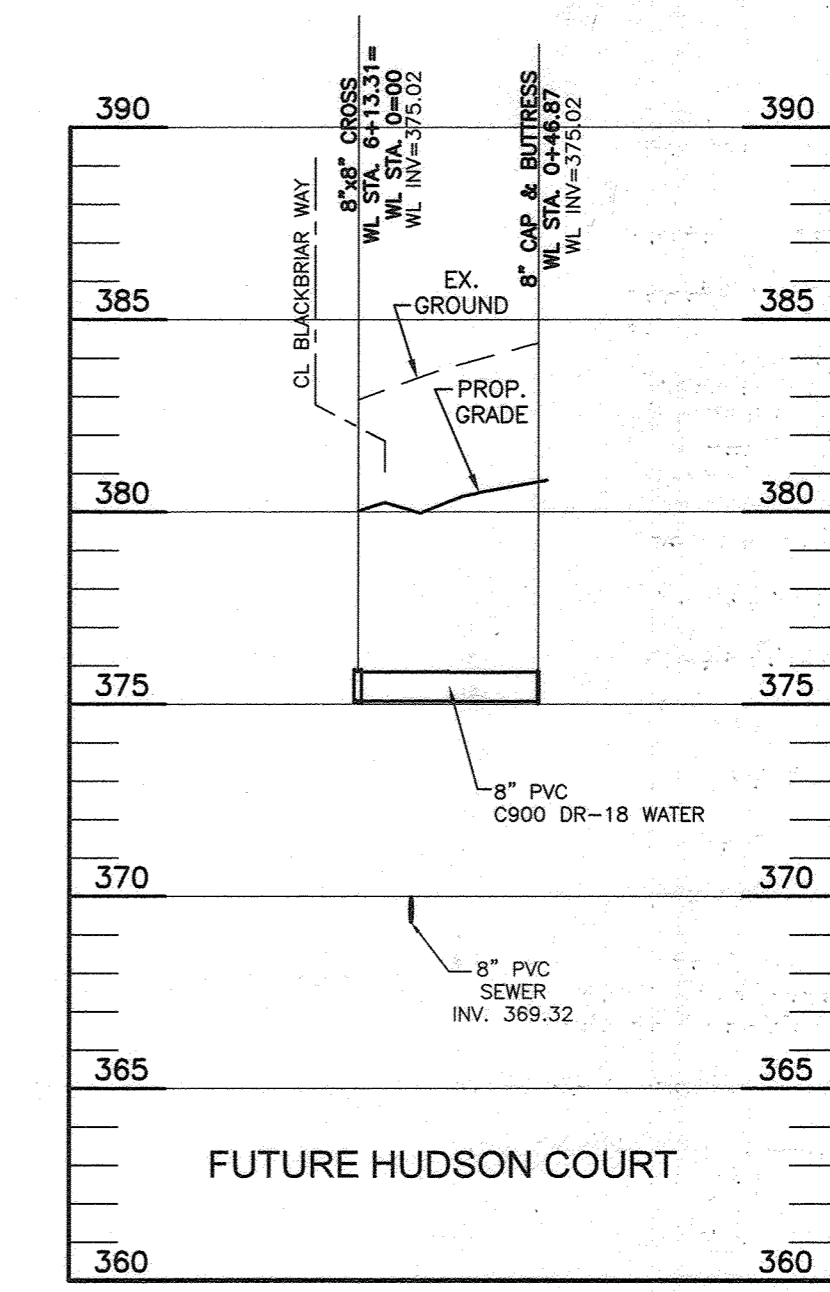 8"x8" CROSS
WL STA. 6+13.31=
WL STA. 0=00
WL INV=375.02
8" CAP & BUTTRESS
WL STA. 0+46.87
WL INV=375.02
CL BLACKBRIAR WAY
390 390
385 385
EX.
GROUND
PROP.
GRADE
380 380
375 375
8" PVC
C900 DR-18 WATER
370 370
8" PVC
SEWER
INV. 369.32
365 365
FUTURE HUDSON COURT
360 360